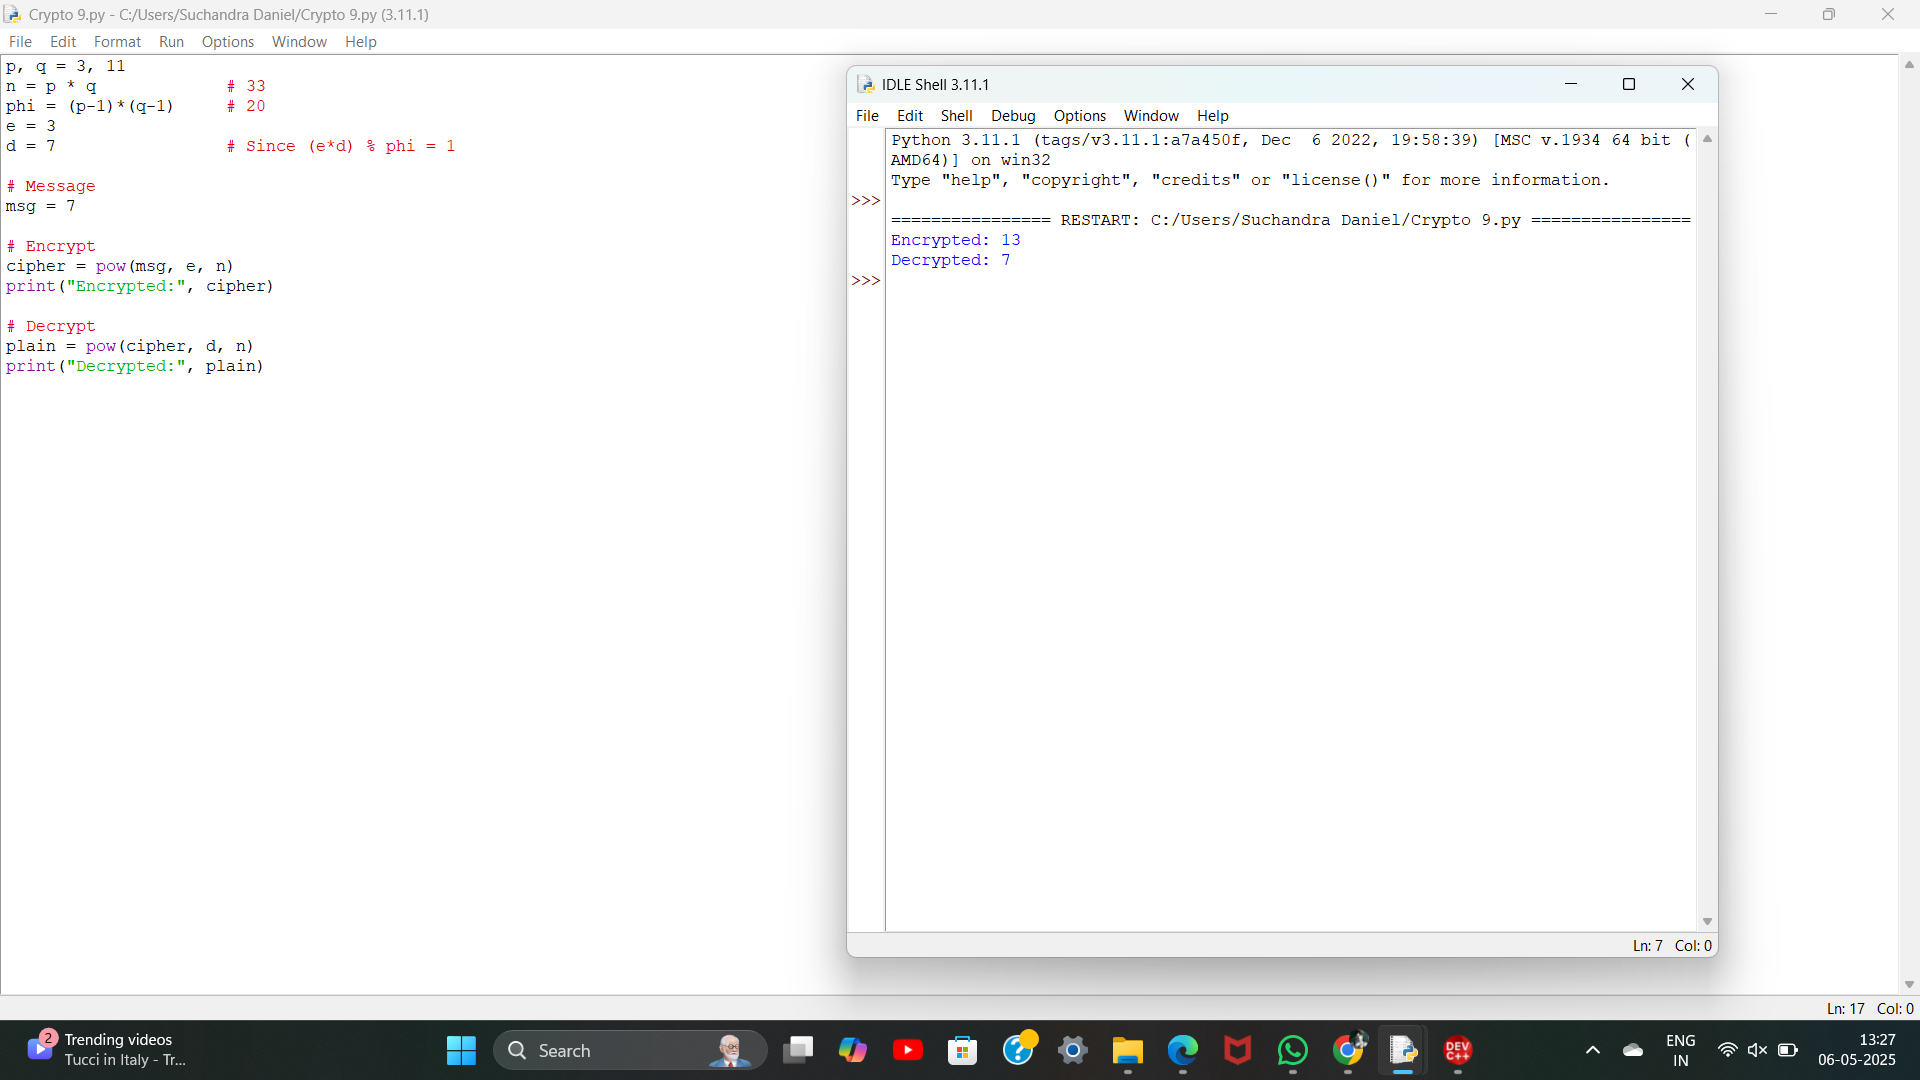 Crypto 9.py - C:/Users/Suchandra Daniel/Crypto 9.py (3.11.1)
File Edit Format Run Options Window Help
p, q = 3, 11
n = p * q             # 33
phi = (p-1)*(q-1)     # 20
e = 3
d = 7                 # Since (e*d) % phi = 1
# Message
msg = 7
# Encrypt
cipher = pow(msg, e, n)
print("Encrypted:", cipher)
# Decrypt
plain = pow(cipher, d, n)
print("Decrypted:", plain)
IDLE Shell 3.11.1
File Edit Shell Debug Options Window Help
Python 3.11.1 (tags/v3.11.1:a7a450f, Dec  6 2022, 19:58:39) [MSC v.1934 64 bit (
AMD64)] on win32
Type "help", "copyright", "credits" or "license()" for more information.
>>>
================ RESTART: C:/Users/Suchandra Daniel/Crypto 9.py ================
Encrypted: 13
Decrypted: 7
>>>
Ln: 7 Col: 0
Ln: 17 Col: 0
2
Trending videos
Tucci in Italy - Tr...
Search
DEV
C++
ENG
IN
13:27
06-05-2025